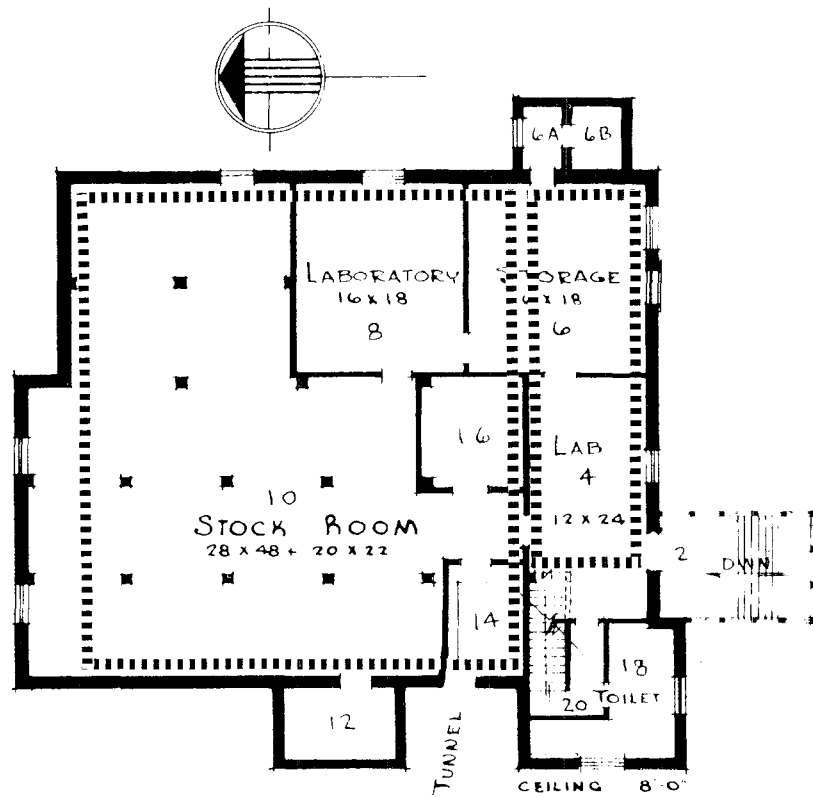 6A 6B
LABORATORY
16 X 18
8
STORAGE
X 18
6
16
LAB
4
12 X 24
10
STOCK ROOM
28 X 48 + 20 X 22
2
DWN
14
18
TOILET
20
12
TUNNEL
CEILING 8'-0"